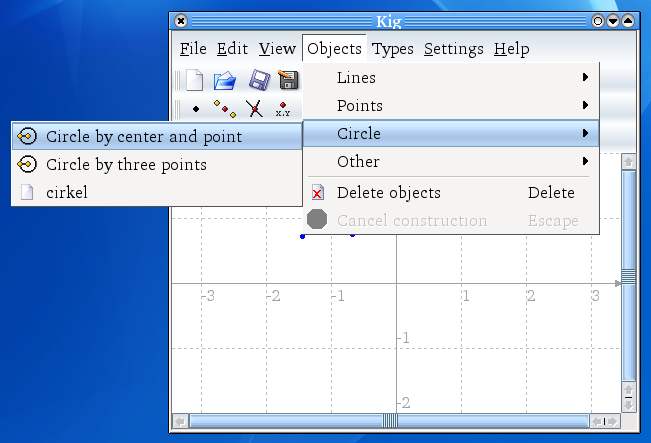 Kig
File Edit View Objects Types Settings Help
Lines
Points
x,y
Circle by center and point
Circle
Circle by three points
Other
cirkel
Delete objects Delete
Cancel construction Escape
-3 -2 -1 1 2 3
-1
-2